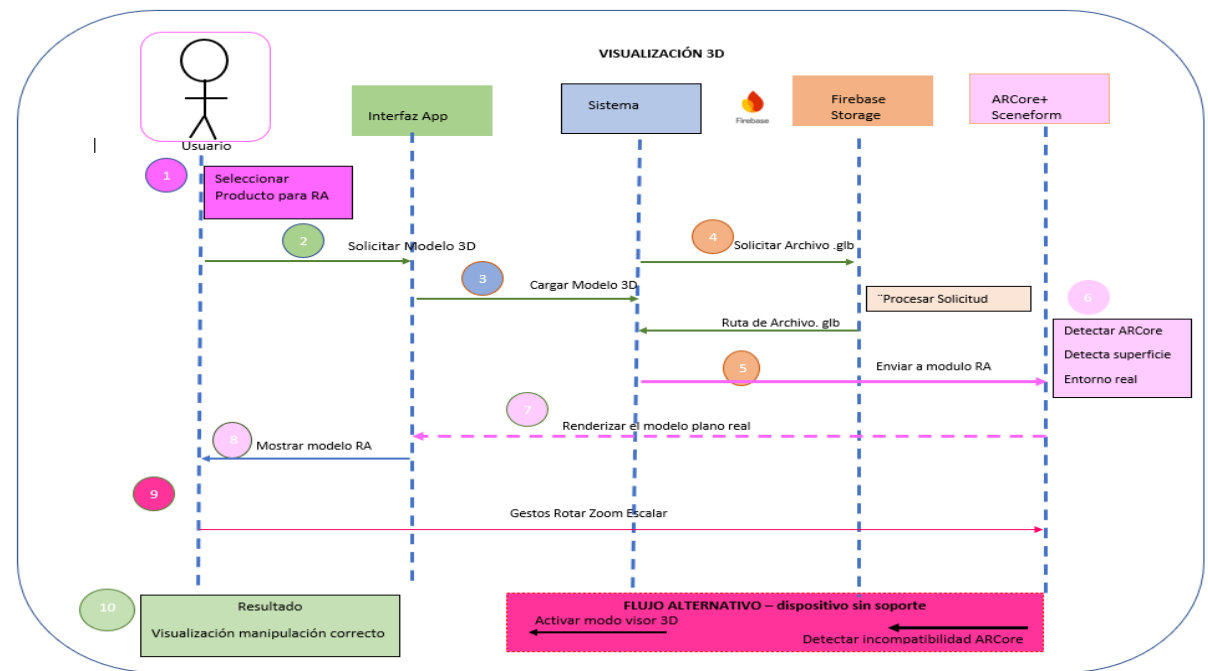 VISUALIZACIÓN 3D
Usuario
Interfaz App
Sistema
Firebase
Firebase
Storage
ARCore+
Sceneform
1
Seleccionar
Producto para RA
2
Solicitar Modelo 3D
3
Cargar Modelo 3D
4
Solicitar Archivo .glb
¨Procesar Solicitud
Ruta de Archivo. glb
5
Enviar a modulo RA
6
Detectar ARCore
Detecta superficie
Entorno real
7
Renderizar el modelo plano real
8
Mostrar modelo RA
9
Gestos Rotar Zoom Escalar
10
Resultado
Visualización manipulación correcto
FLUJO ALTERNATIVO – dispositivo sin soporte
Activar modo visor 3D
Detectar incompatibilidad ARCore